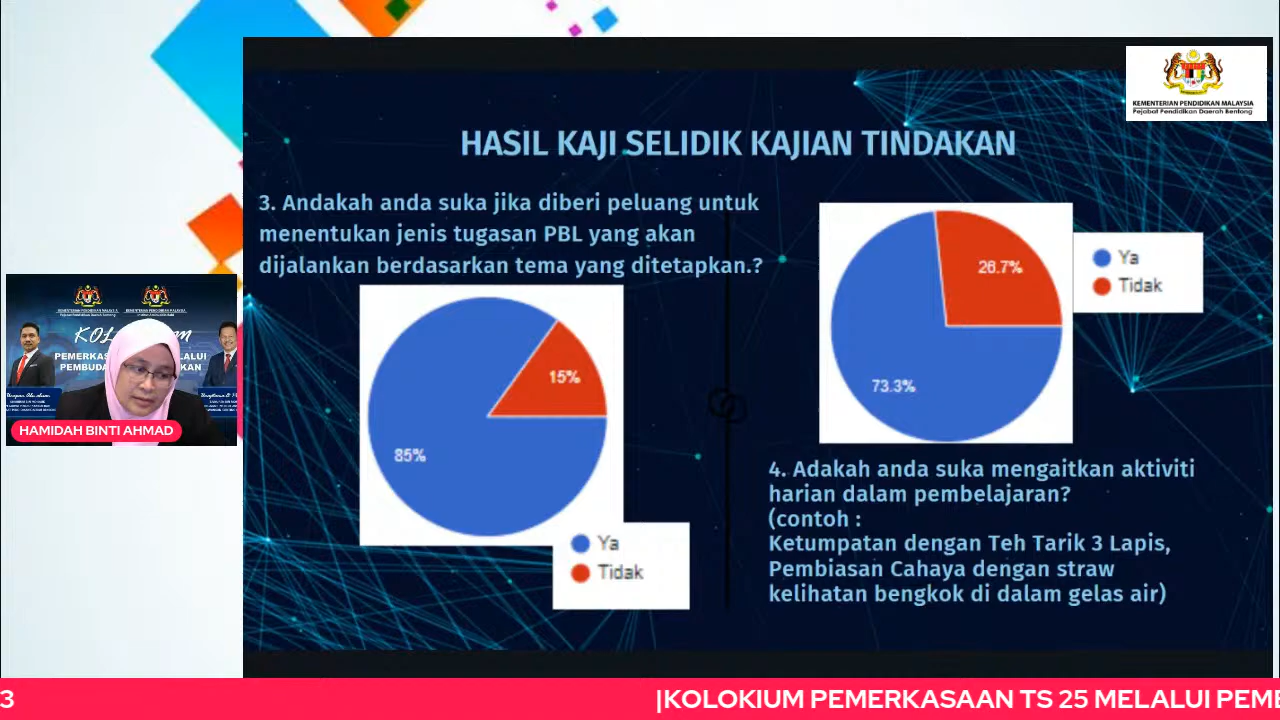 KEMENTERIAN PENDIDIKAN MALAYSIA
Pejabat Pendidikan Daerah Bentong
HASIL KAJI SELIDIK KAJIAN TINDAKAN
3. Andakah anda suka jika diberi peluang untuk
menentukan jenis tugasan PBL yang akan
dijalankan berdasarkan tema yang ditetapkan.?
15%
85%
Ya
Tidak
26.7%
73.3%
Ya
Tidak
4. Adakah anda suka mengaitkan aktiviti
harian dalam pembelajaran?
(contoh :
Ketumpatan dengan Teh Tarik 3 Lapis,
Pembiasan Cahaya dengan straw
kelihatan bengkok di dalam gelas air)
HAMIDAH BINTI AHMAD
3
|KOLOKIUM PEMERKASAAN TS 25 MELALUI PEME